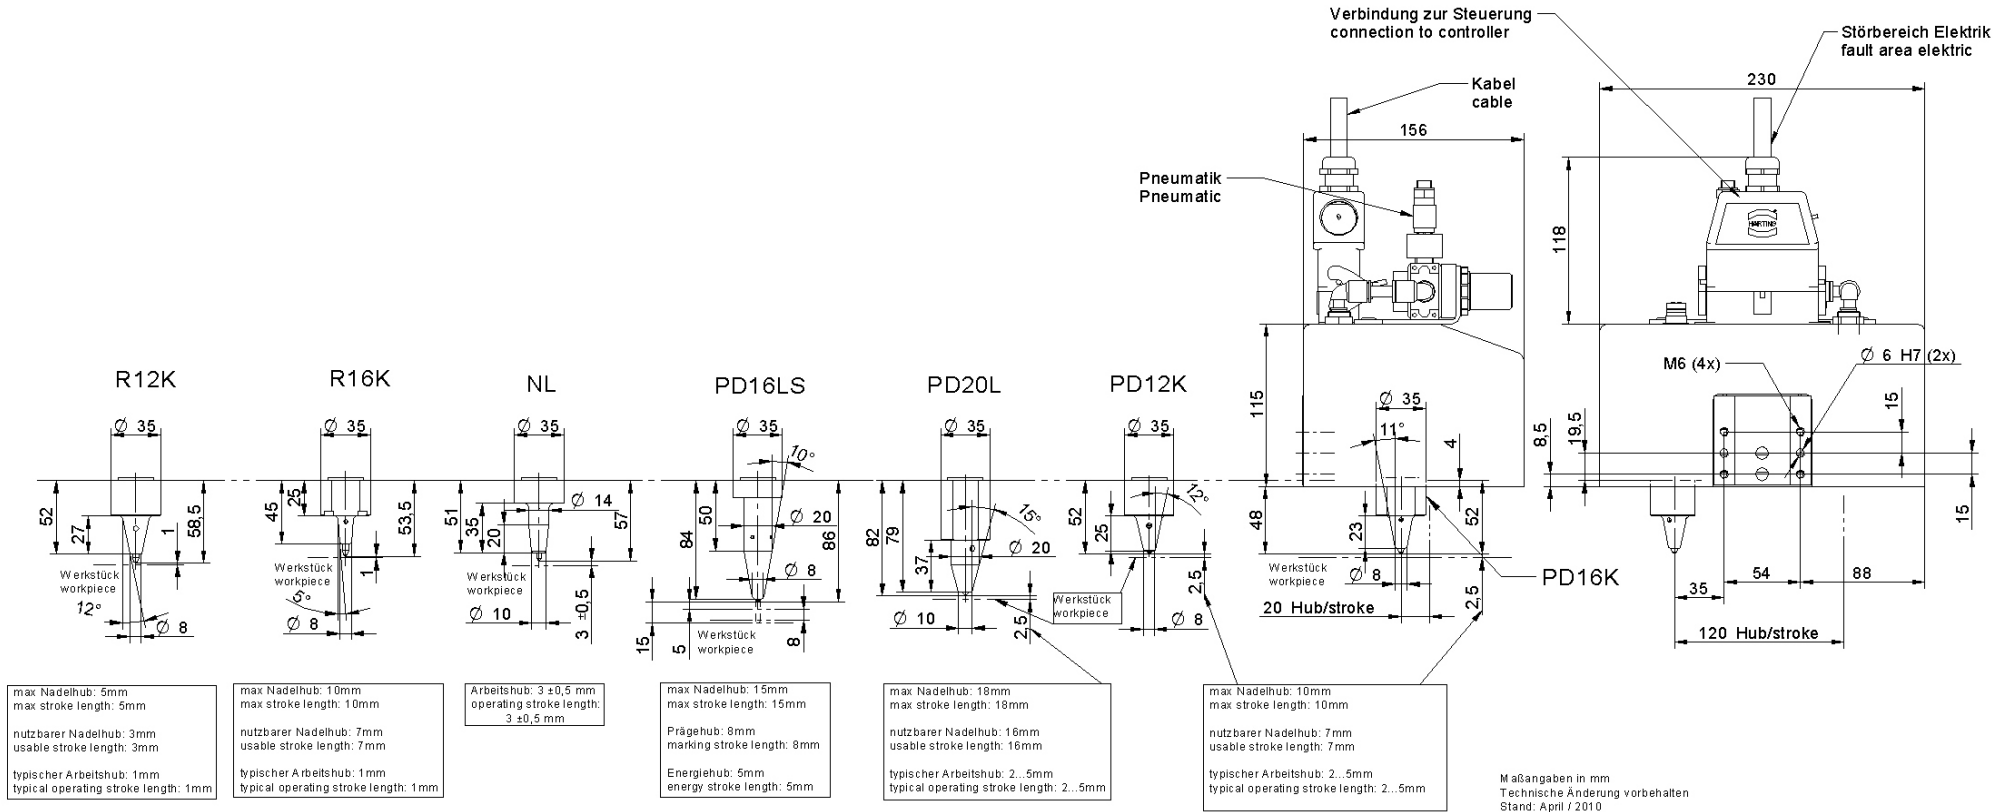 Verbindung zur Steuerung
connection to controller
Störbereich Elektrik
fault area elektric
230
Kabel
cable
156
Pneumatik
Pneumatic
HARTING
118
115
M6 (4x)
Ø 6 H7 (2x)
15
19,5
8,5
4
15
R12K
Ø 35
52
27
1
58,5
Werkstück
workpiece
12°
Ø 8
R16K
Ø 35
45
25
53,5
1
Werkstück
workpiece
5°
Ø 8
NL
Ø 35
51
35
20
Ø 14
57
Werkstück
workpiece
Ø 10
3 ±0,5
PD16LS
Ø 35
10°
84
50
Ø 20
86
Ø 8
15
5
8
Werkstück
workpiece
PD20L
Ø 35
15°
82
79
37
Ø 20
Ø 10
2,5
Werkstück
workpiece
PD12K
Ø 35
12°
52
25
2,5
Ø 8
Ø 35
11°
48
23
52
Werkstück
workpiece
Ø 8
2,5
20 Hub/stroke
PD16K
35
54
88
120 Hub/stroke
max Nadelhub: 5mm
max stroke length: 5mm
nutzbarer Nadelhub: 3mm
usable stroke length: 3mm
typischer Arbeitshub: 1mm
typical operating stroke length: 1mm
max Nadelhub: 10mm
max stroke length: 10mm
nutzbarer Nadelhub: 7mm
usable stroke length: 7mm
typischer Arbeitshub: 1mm
typical operating stroke length: 1mm
Arbeitshub: 3 ±0,5 mm
operating stroke length:
3 ±0,5 mm
max Nadelhub: 15mm
max stroke length: 15mm
Prägehub: 8mm
marking stroke length: 8mm
Energiehub: 5mm
energy stroke length: 5mm
max Nadelhub: 18mm
max stroke length: 18mm
nutzbarer Nadelhub: 16mm
usable stroke length: 16mm
typischer Arbeitshub: 2...5mm
typical operating stroke length: 2...5mm
max Nadelhub: 10mm
max stroke length: 10mm
nutzbarer Nadelhub: 7mm
usable stroke length: 7mm
typischer Arbeitshub: 2...5mm
typical operating stroke length: 2...5mm
Maßangaben in mm
Technische Änderung vorbehalten
Stand: April / 2010